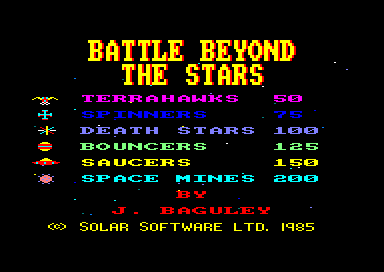 BATTLE BEYOND
THE STARS
TERRAHAWKS 50
SPINNERS 75
DEATH STARS 100
BOUNCERS 125
SAUCERS 150
SPACE MINES 200
BY
J. BAGULEY
SOLAR SOFTWARE LTD. 1985